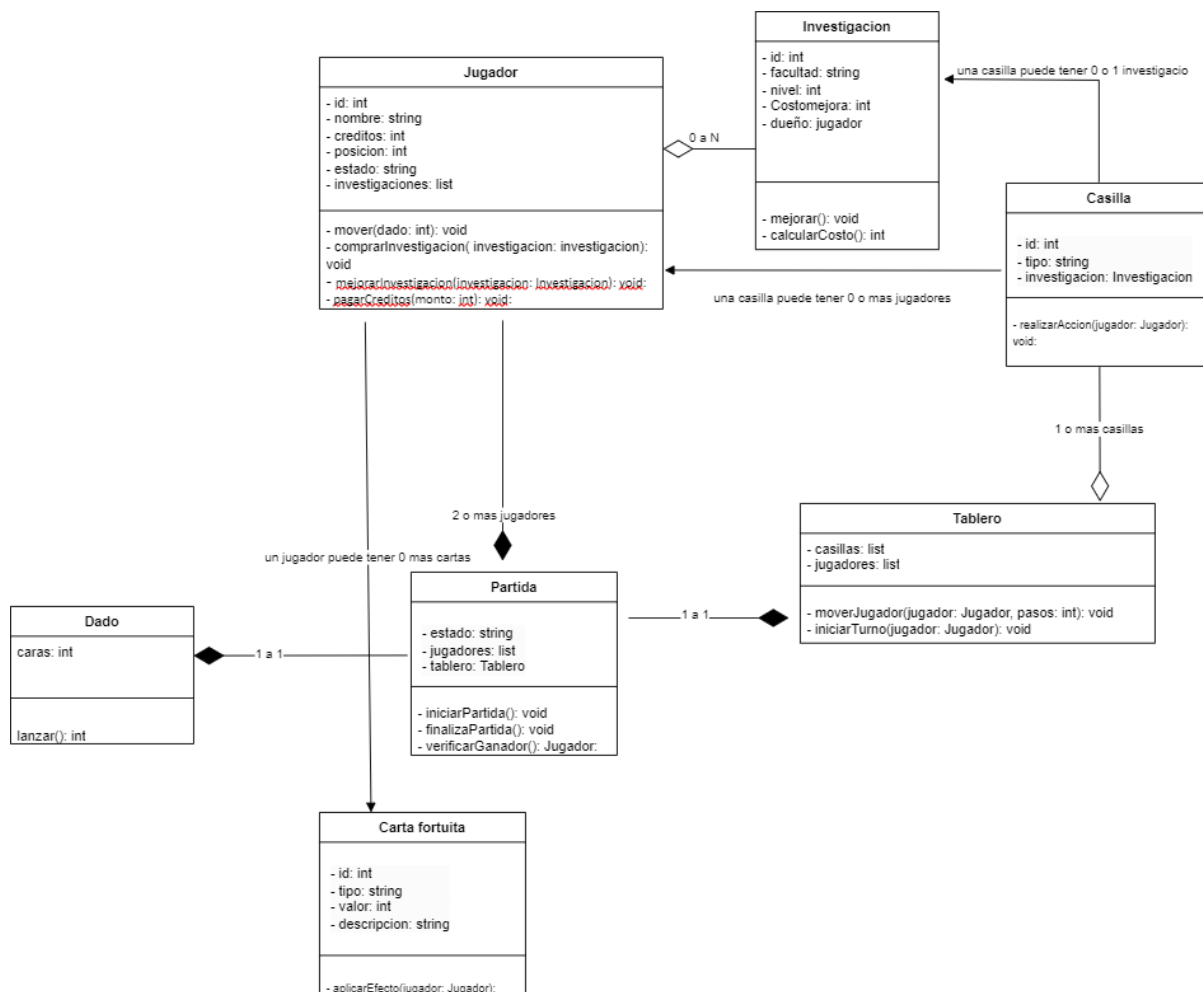 Investigacion
- id: int
- facultad: string
- nivel: int
- Costomejora: int
- dueño: jugador
- mejorar(): void
- calcularCosto(): int
una casilla puede tener 0 o 1 investigacio
Jugador
- id: int
- nombre: string
- creditos: int
- posicion: int
- estado: string
- investigaciones: list
- mover(dado: int): void
- comprarInvestigacion( investigacion: investigacion):
void
- mejorarInvestigacion(investigacion: Investigacion): void:
- pagarCreditos(monto: int): void:
0 a N
Casilla
- id: int
- tipo: string
- investigacion: Investigacion
- realizarAccion(jugador: Jugador):
void:
una casilla puede tener 0 o mas jugadores
1 o mas casillas
2 o mas jugadores
un jugador puede tener 0 mas cartas
Tablero
- casillas: list
- jugadores: list
- moverJugador(jugador: Jugador, pasos: int): void
- iniciarTurno(jugador: Jugador): void
Partida
- estado: string
- jugadores: list
- tablero: Tablero
- iniciarPartida(): void
- finalizaPartida(): void
- verificarGanador(): Jugador:
1 a 1
Dado
caras: int
lanzar(): int
1 a 1
Carta fortuita
- id: int
- tipo: string
- valor: int
- descripcion: string
- aplicarEfecto(jugador: Jugador):